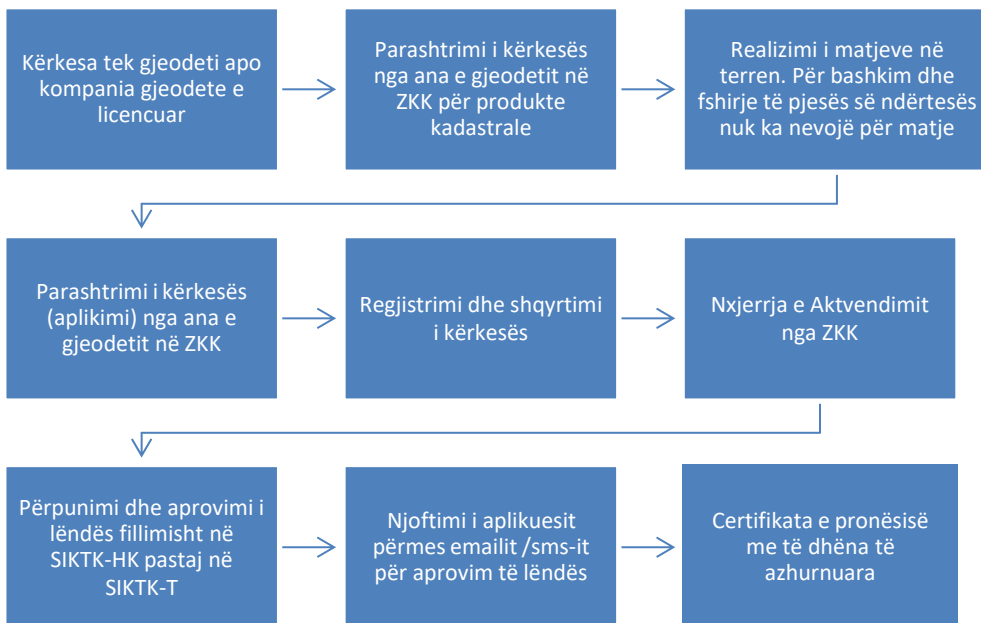 Kërkesa tek gjeodeti apo
kompania gjeodete e
licencuar
Parashtrimi i kërkesës
nga ana e gjeodetit në
ZKK për produkte
kadastrale
Realizimi i matjeve në
terren. Për bashkim dhe
fshirje të pjesës së ndërtesës
nuk ka nevojë për matje
Parashtrimi i kërkesës
(aplikimi) nga ana e
gjeodetit në ZKK
Regjistrimi dhe shqyrtimi
i kërkesës
Nxjerrja e Aktvendimit
nga ZKK
Përpunimi dhe aprovimi i
lëndës fillimisht në
SIKTK-HK pastaj në
SIKTK-T
Njoftimi i aplikuesit
përmes emailit /sms-it
për aprovim të lëndës
Certifikata e pronësisë
me të dhëna të
azhurnuara